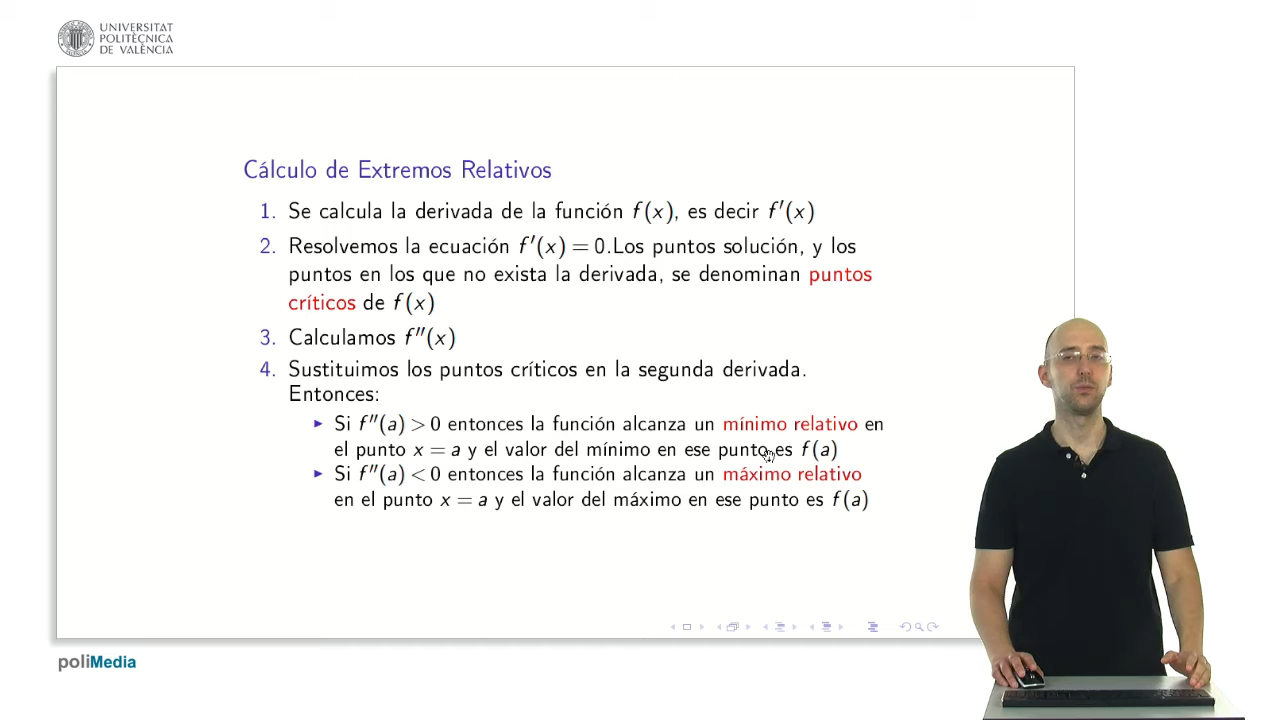 UNIVERSITAT
POLITÈCNICA
DE VALÈNCIA
Cálculo de Extremos Relativos
1. Se calcula la derivada de la función f(x), es decir f′(x)
2. Resolvemos la ecuación f′(x) = 0.Los puntos solución, y los
puntos en los que no exista la derivada, se denominan puntos
críticos de f(x)
3. Calculamos f″(x)
4. Sustituimos los puntos críticos en la segunda derivada.
Entonces:
Si f″(a) > 0 entonces la función alcanza un mínimo relativo en
el punto x = a y el valor del mínimo en ese punto es f(a)
Si f″(a) < 0 entonces la función alcanza un máximo relativo
en el punto x = a y el valor del máximo en ese punto es f(a)
poliMedia